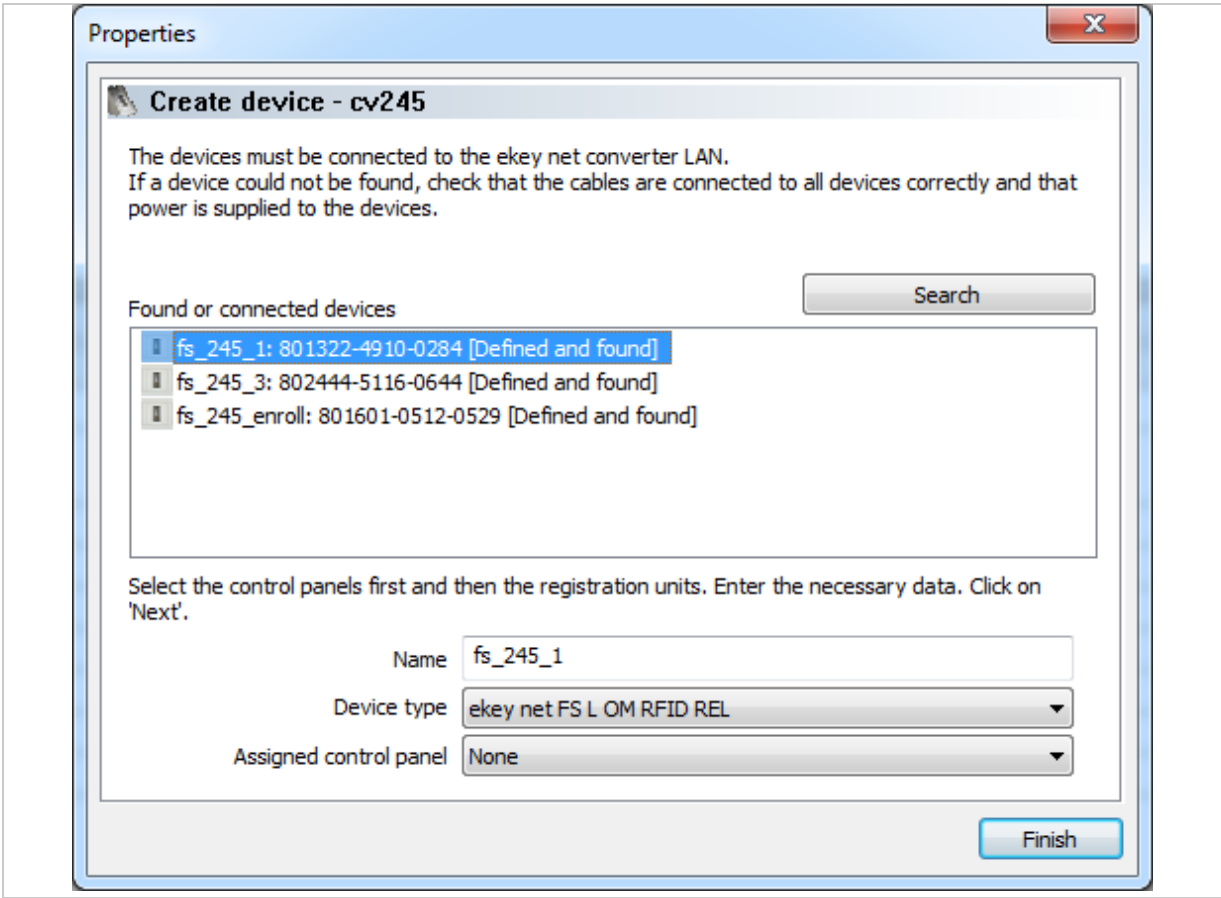 Properties
Create device - cv245
The devices must be connected to the ekey net converter LAN.
If a device could not be found, check that the cables are connected to all devices correctly and that
power is supplied to the devices.
Search
Found or connected devices
fs_245_1: 801322-4910-0284 [Defined and found]
fs_245_3: 802444-5116-0644 [Defined and found]
fs_245_enroll: 801601-0512-0529 [Defined and found]
Select the control panels first and then the registration units. Enter the necessary data. Click on
'Next'.
Name fs_245_1
Device type ekey net FS L OM RFID REL
Assigned control panel None
Finish